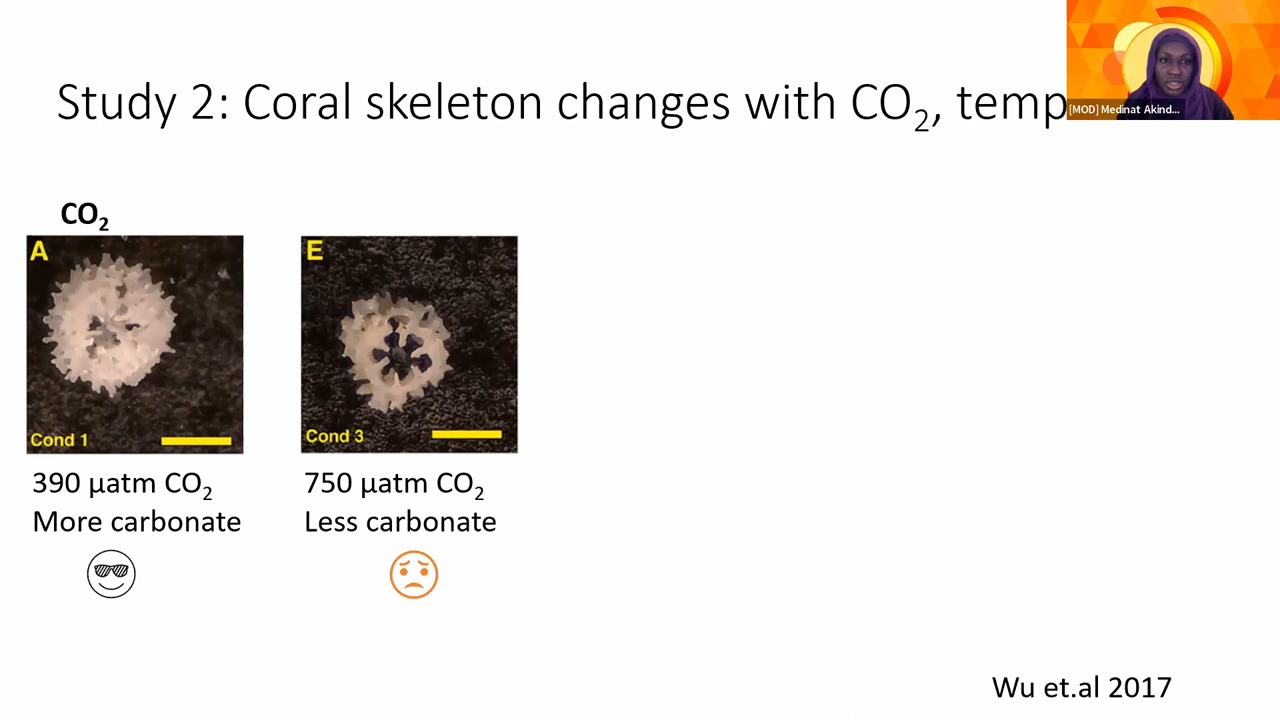 Study 2: Coral skeleton changes with CO₂, temp
[MOD] Medinat Akind...
CO₂
A
E
Cond 1
Cond 3
390 µatm CO₂
750 µatm CO₂
More carbonate
Less carbonate
Wu et.al 2017